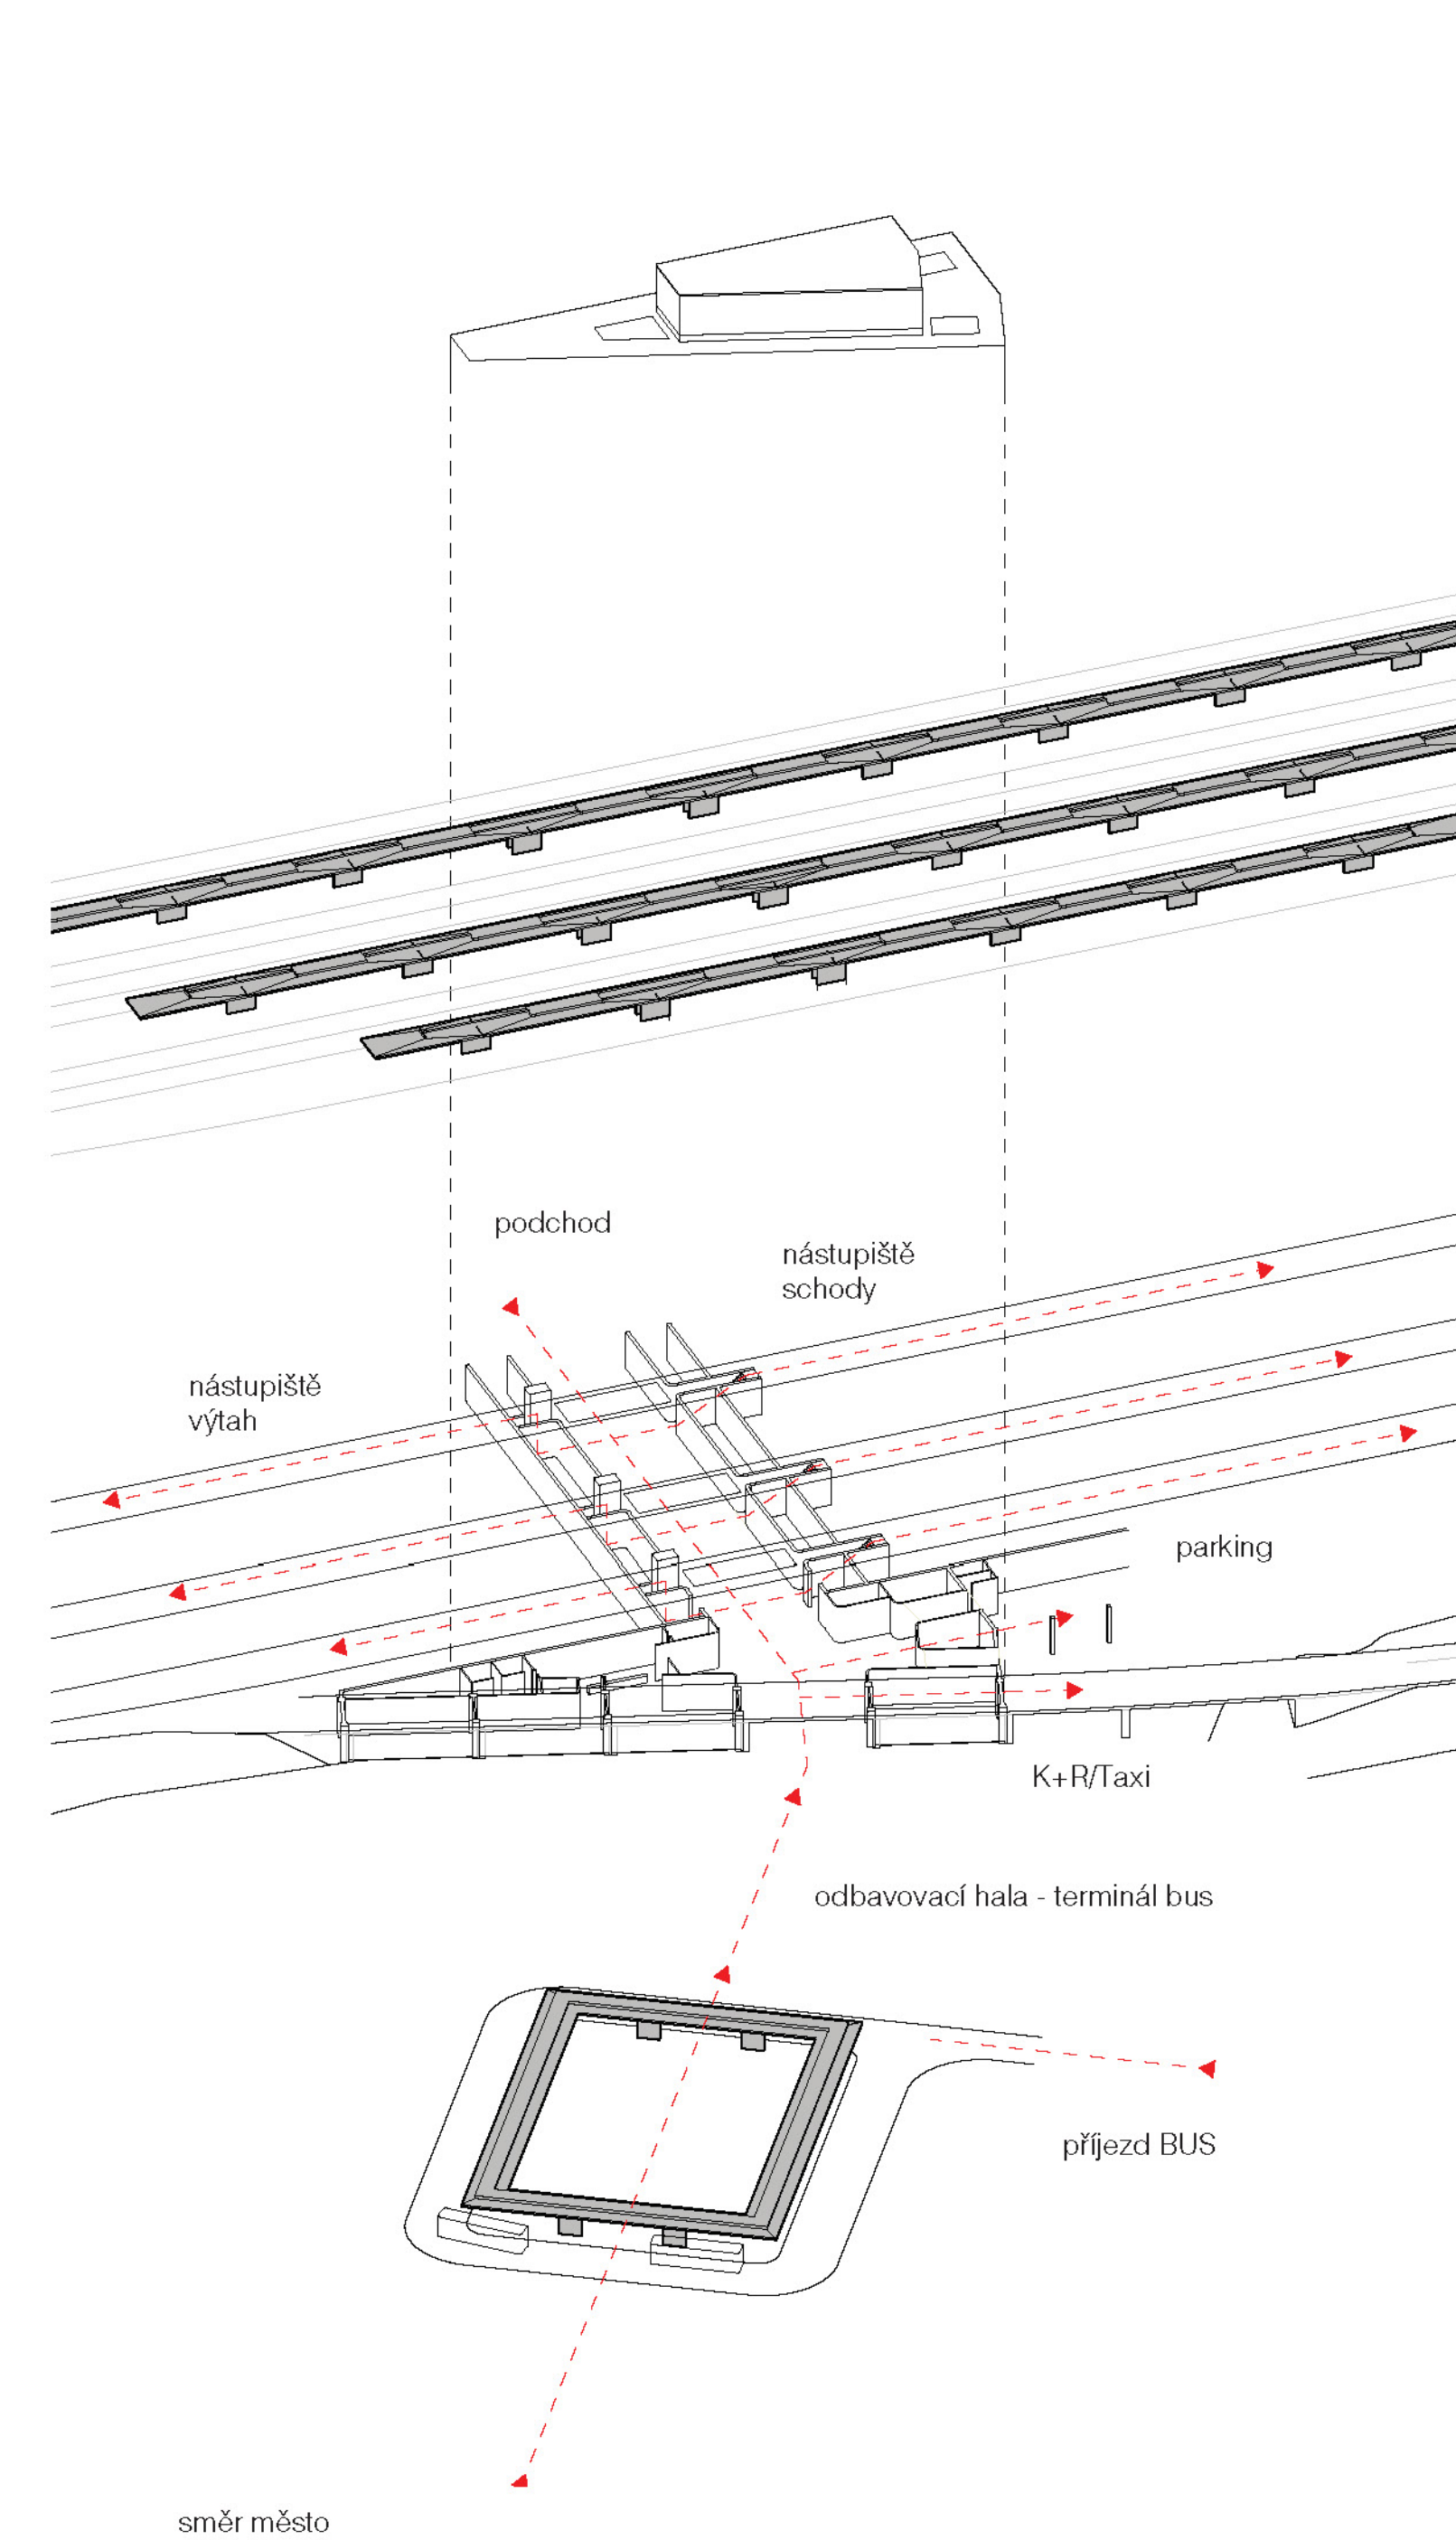 podchod
nástupiště
schody
nástupiště
výtah
parking
K+R/Taxi
odbavovací hala - terminál bus
příjezd BUS
směr město